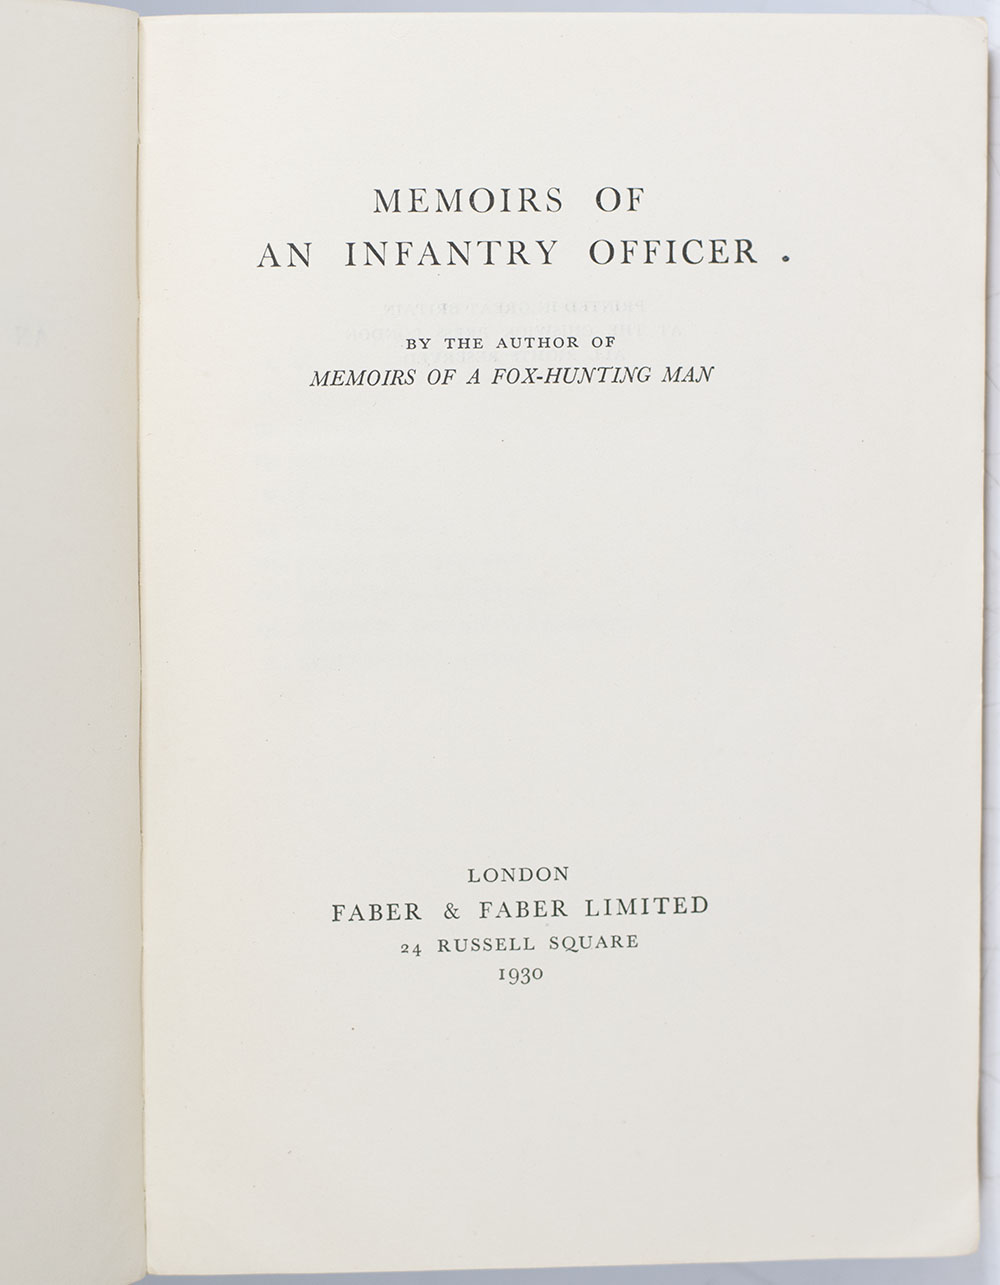 MEMOIRS OF
AN INFANTRY OFFICER .
BY THE AUTHOR OF
MEMOIRS OF A FOX-HUNTING MAN
LONDON
FABER & FABER LIMITED
24 RUSSELL SQUARE
1930